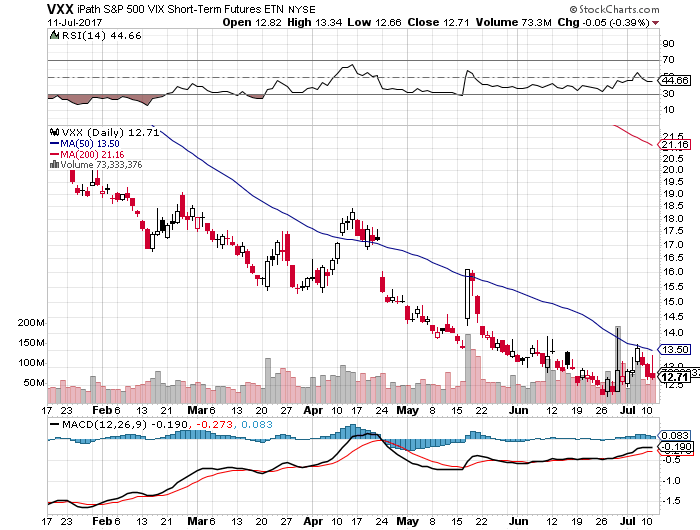 VXX iPath S&P 500 VIX Short-Term Futures ETN NYSE © StockCharts.com
11-Jul-2017 Open 12.82 High 13.34 Low 12.66 Close 12.71 Volume 73.3M Chg -0.05 (-0.39%)
RSI(14) 44.66
90
70
50
44.66
30
10
VXX (Daily) 12.71
MA(50) 13.50
MA(200) 21.16
Volume 73,333,376
21.5
21.16
20.5
20.0
19.5
19.0
18.5
18.0
17.5
17.0
16.5
16.0
15.5
15.0
14.5
14.0
13.50
13.0
12.71
12.5
200M
150M
100M
50M
17 23 Feb 6 13 21 Mar 6 13 20 27 Apr 10 17 24 May 8 15 22 Jun 12 19 26 Jul 10
MACD(12,26,9) -0.190, -0.273, 0.083
0.083
-0.190
-0.5
-1.0
-1.5
17 23 Feb 6 13 21 Mar 6 13 20 27 Apr 10 17 24 May 8 15 22 Jun 12 19 26 Jul 10